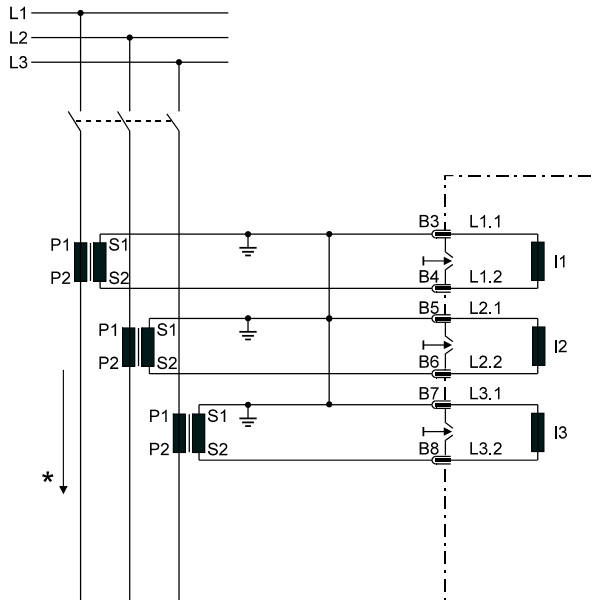 L1
L2
L3
B3 L1.1
P1 S1
I1
P2 S2
B4 L1.2
B5 L2.1
P1 S1
I2
P2 S2
B6 L2.2
B7 L3.1
P1 S1
I3
P2 S2
B8 L3.2
*